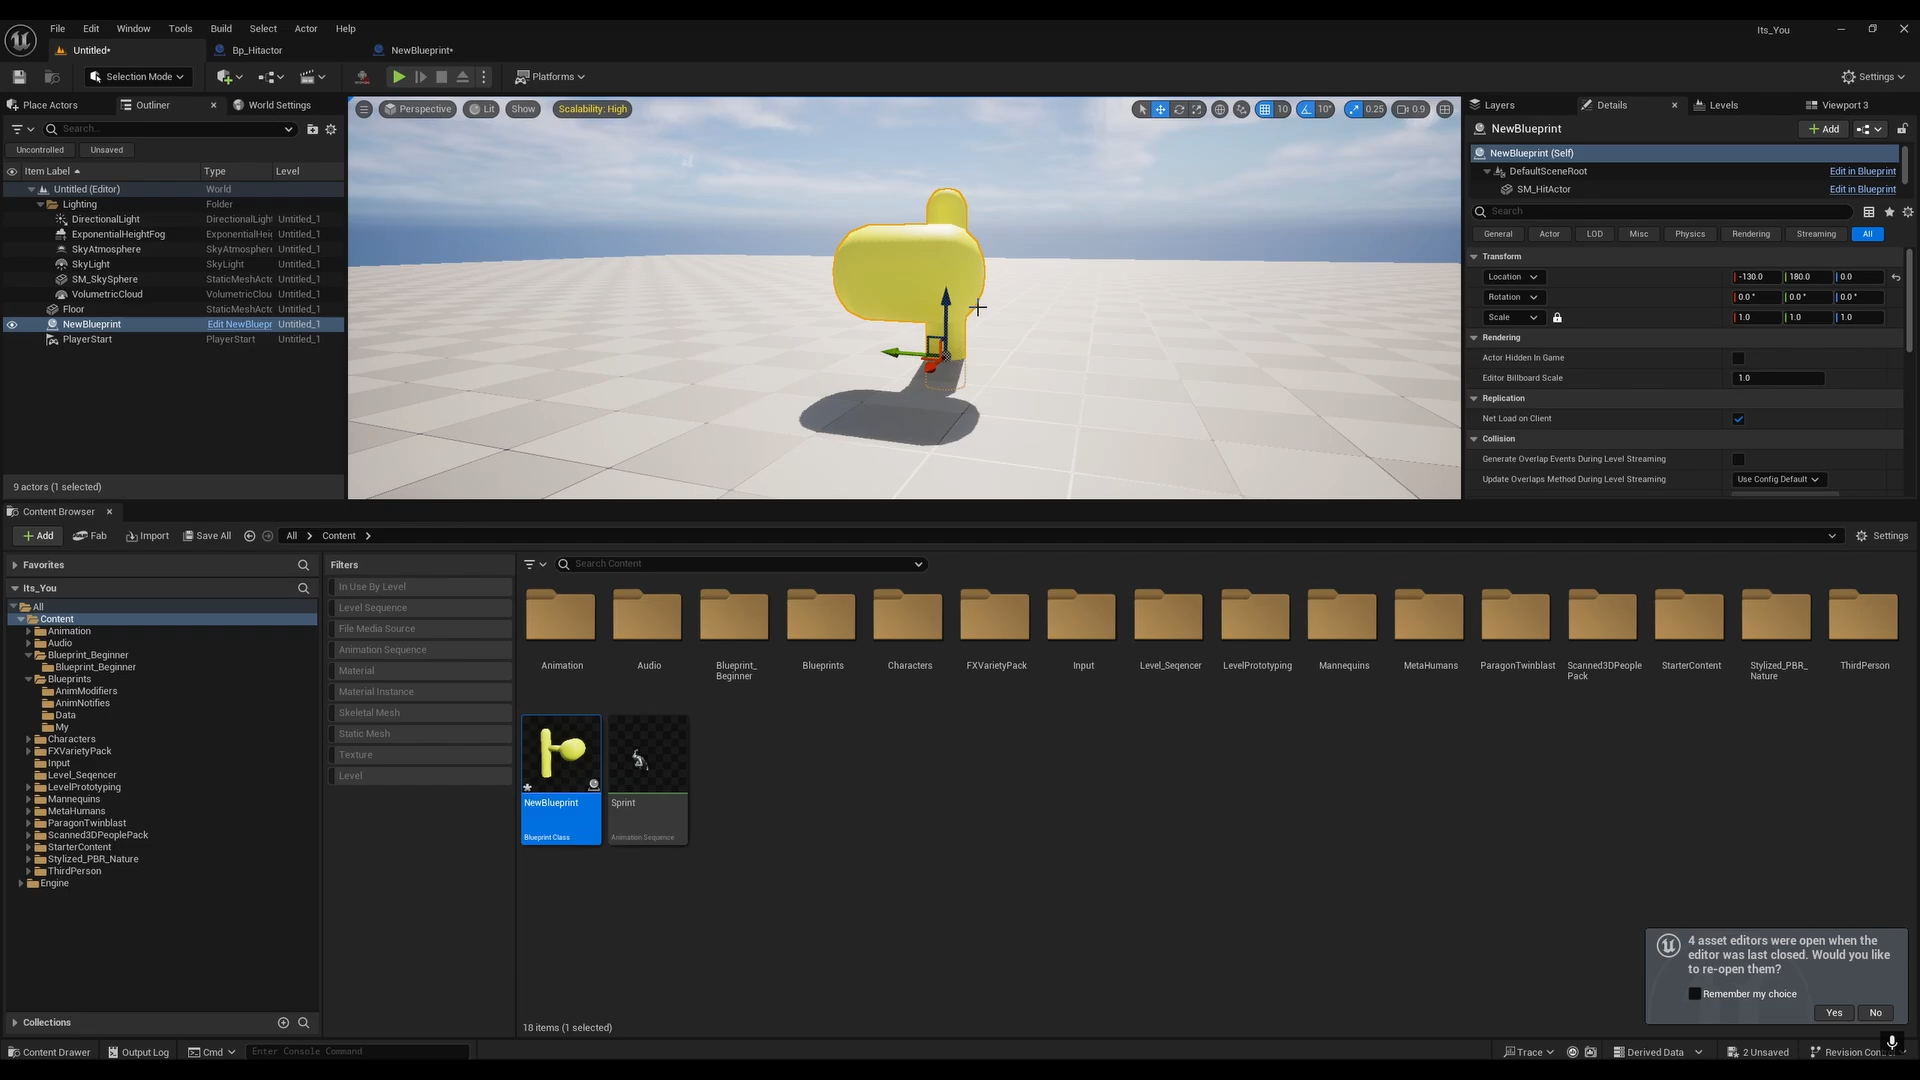 File Edit Window Tools Build Select Actor Help
Its_You
Untitled* Bp_Hitactor NewBlueprint*
Selection Mode Platforms Settings
Place Actors Outliner World Settings
Perspective Lit Show Scalability: High 10 10° 0.25 0.9
Layers Details Levels Viewport 3
Search...
NewBlueprint Add
Uncontrolled Unsaved
NewBlueprint (Self)
Item Label Type Level
DefaultSceneRoot Edit in Blueprint
Untitled (Editor) World
SM_HitActor Edit in Blueprint
Lighting Folder
Search
DirectionalLight DirectionalLight Untitled_1
ExponentialHeightFog ExponentialHei Untitled_1
General Actor LOD Misc Physics Rendering Streaming All
SkyAtmosphere SkyAtmosphere Untitled_1
Transform
SkyLight SkyLight Untitled_1
Location -130.0 180.0 0.0
SM_SkySphere StaticMeshActo Untitled_1
VolumetricCloud VolumetricClou Untitled_1
Rotation 0.0° 0.0° 0.0°
Floor StaticMeshActo Untitled_1
Scale 1.0 1.0 1.0
NewBlueprint Edit NewBluepr Untitled_1
PlayerStart PlayerStart Untitled_1
Rendering
Actor Hidden In Game
Editor Billboard Scale 1.0
Replication
Net Load on Client
Collision
Generate Overlap Events During Level Streaming
Update Overlaps Method During Level Streaming Use Config Default
9 actors (1 selected)
Content Browser
Add Fab Import Save All All Content Settings
Favorites
Its_You
All
Content
Animation
Audio
Blueprint_Beginner
Blueprint_Beginner
Blueprints
AnimModifiers
AnimNotifies
Data
My
Characters
FXVarietyPack
Input
Level_Seqencer
LevelPrototyping
Mannequins
MetaHumans
ParagonTwinblast
Scanned3DPeoplePack
StarterContent
Stylized_PBR_Nature
ThirdPerson
Engine
Collections
Filters
In Use By Level
Level Sequence
File Media Source
Animation Sequence
Material
Material Instance
Skeletal Mesh
Static Mesh
Texture
Level
Search Content
Animation Audio Blueprint_
Beginner Blueprints Characters FXVarietyPack Input Level_Seqencer LevelPrototyping Mannequins MetaHumans ParagonTwinblast Scanned3DPeople
Pack StarterContent Stylized_PBR_
Nature ThirdPerson
NewBlueprint
Blueprint Class
Sprint
Animation Sequence
18 items (1 selected)
4 asset editors were open when the
editor was last closed. Would you like
to re-open them?
Remember my choice
Yes No
Content Drawer Output Log Cmd Enter Console Command Trace Derived Data 2 Unsaved Revision